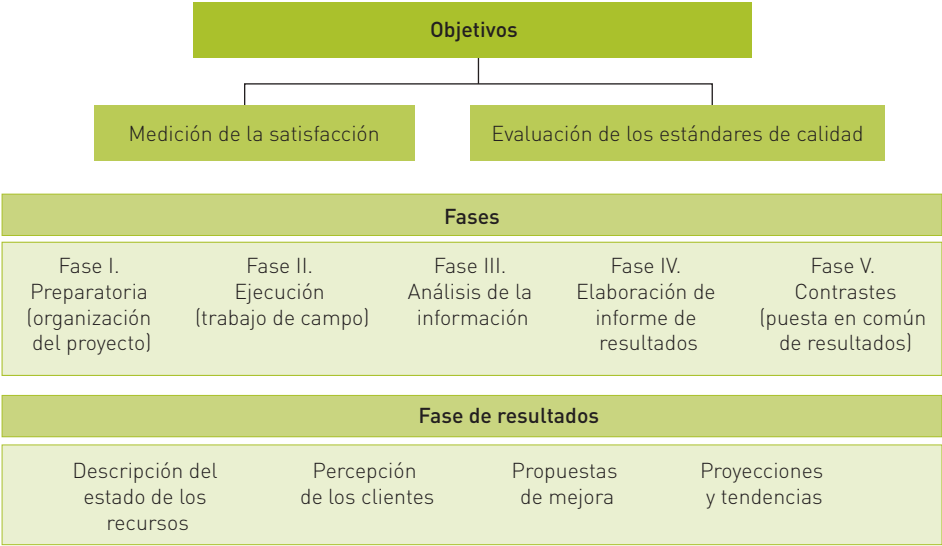 Objetivos
Medición de la satisfacción
Evaluación de los estándares de calidad
Fases
Fase I.
Preparatoria
(organización
del proyecto)
Fase II.
Ejecución
(trabajo de campo)
Fase III.
Análisis de la
información
Fase IV.
Elaboración de
informe de
resultados
Fase V.
Contrastes
(puesta en común
de resultados)
Fase de resultados
Descripción del
estado de los
recursos
Percepción
de los clientes
Propuestas
de mejora
Proyecciones
y tendencias